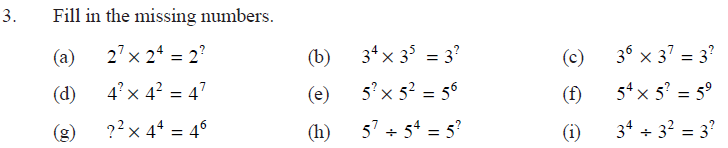 3. Fill in the missing numbers.
(a) 2⁷ × 2⁴ = 2^? (b) 3⁴ × 3⁵ = 3^? (c) 3⁶ × 3⁷ = 3^?
(d) 4^? × 4² = 4⁷ (e) 5^? × 5² = 5⁶ (f) 5⁴ × 5^? = 5⁹
(g) ?² × 4⁴ = 4⁶ (h) 5⁷ ÷ 5⁴ = 5^? (i) 3⁴ ÷ 3² = 3^?